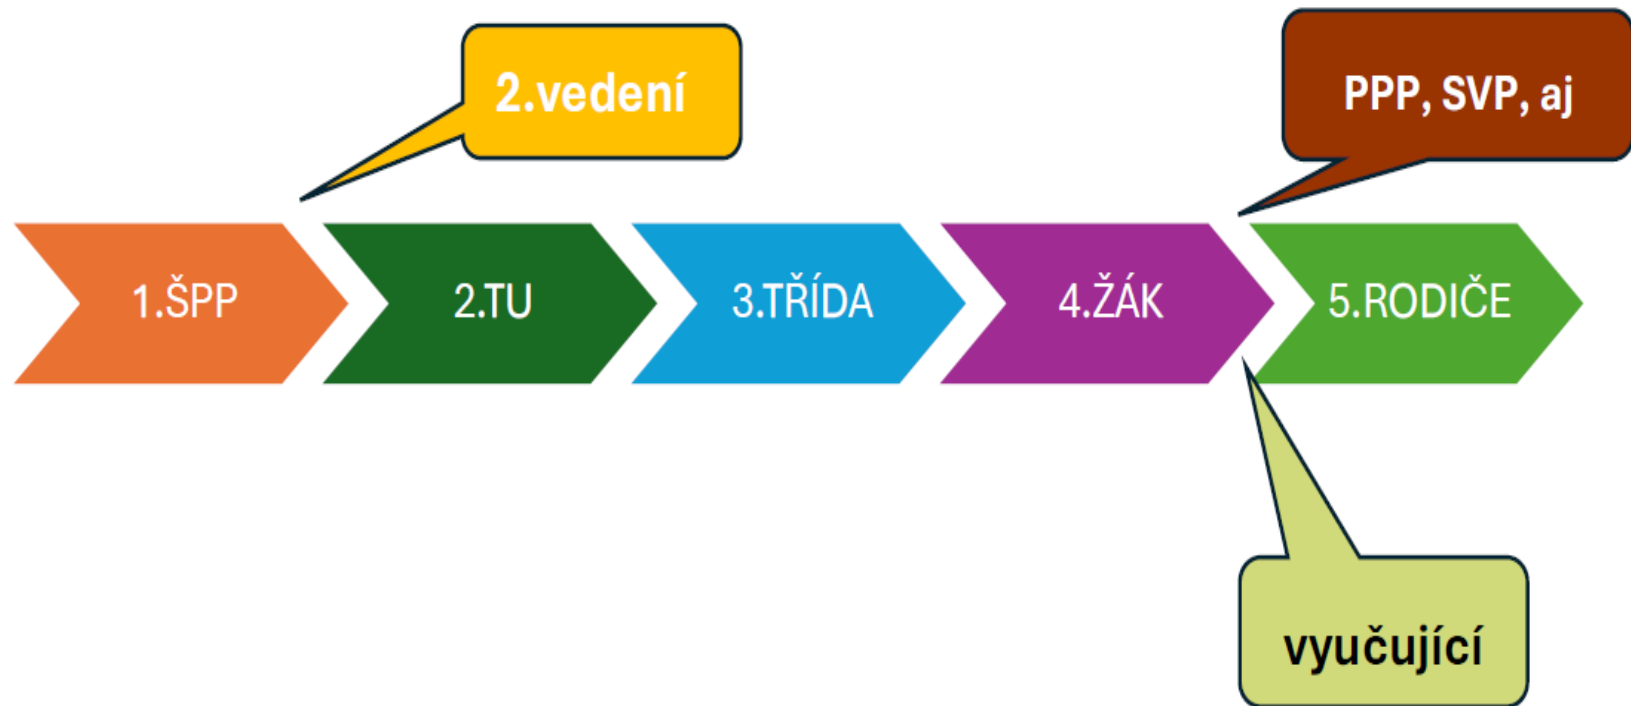 2.vedení
PPP, SVP, aj
1.ŠPP
2.TU
3.TŘÍDA
4.ŽÁK
5.RODIČE
vyučující